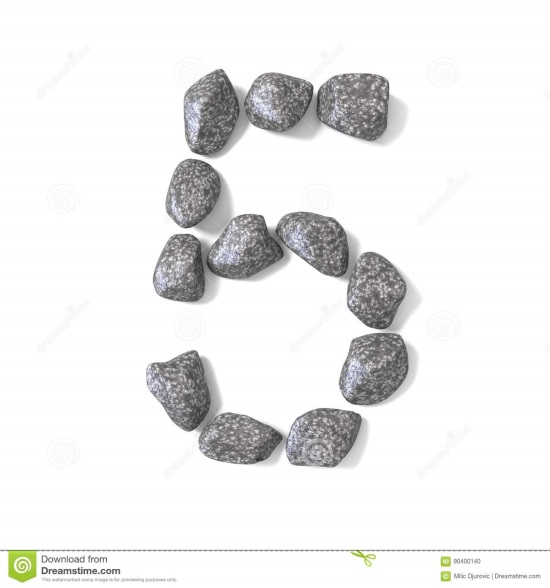 5
Download from
Dreamstime.com
This watermarked comp image is for previewing purposes only.
90400140
Milic Djurovic | Dreamstime.com